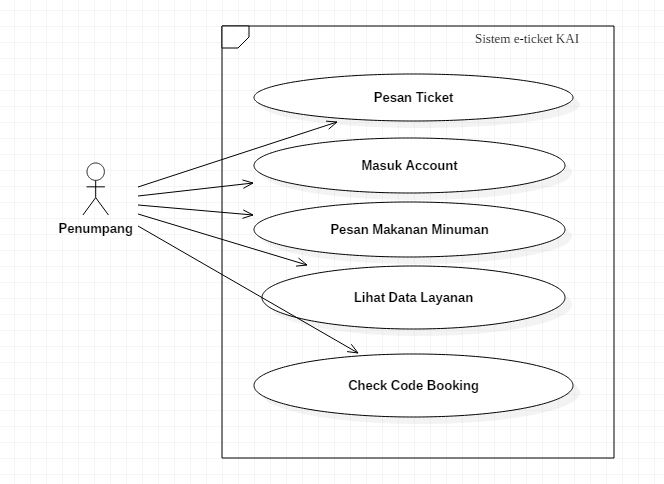 Sistem e-ticket KAI
Pesan Ticket
Masuk Account
Pesan Makanan Minuman
Penumpang
Lihat Data Layanan
Check Code Booking